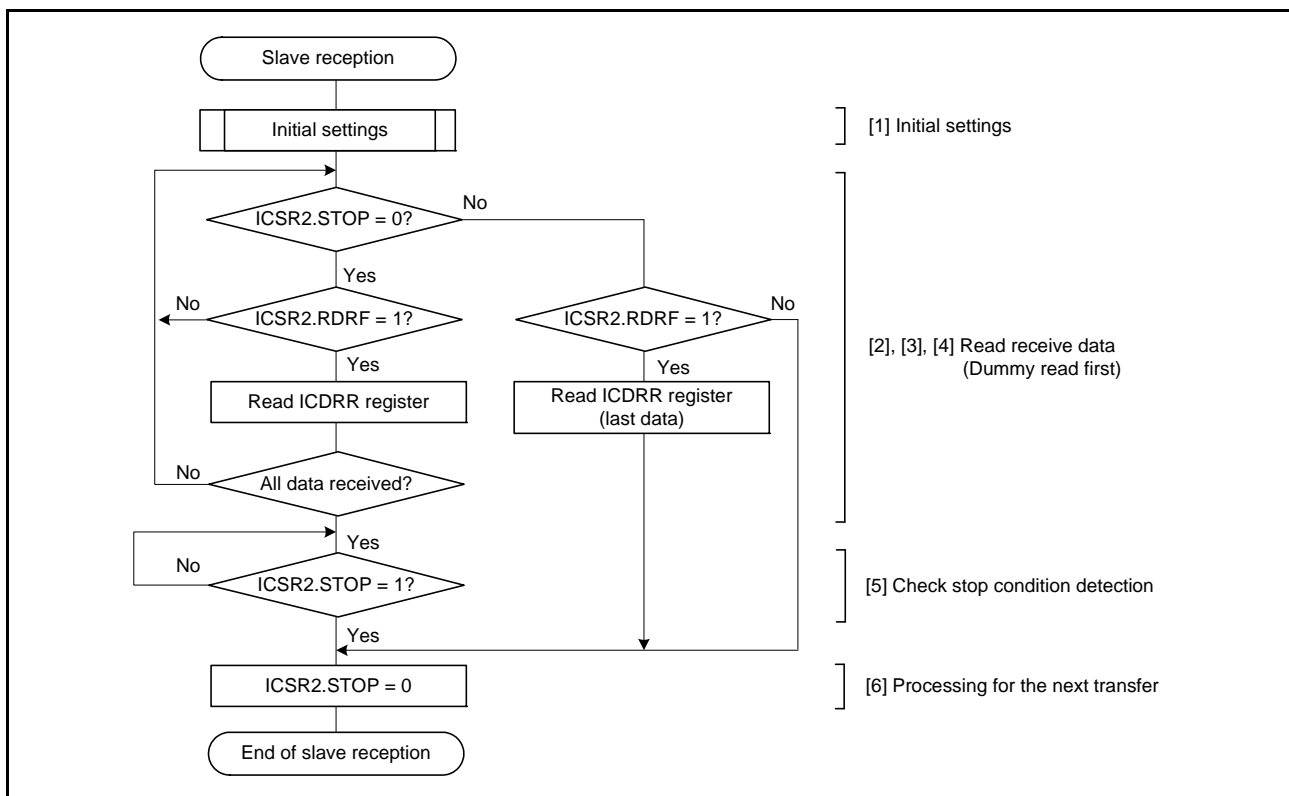 Slave reception
Initial settings
[1] Initial settings
ICSR2.STOP = 0?
No
Yes
No
ICSR2.RDRF = 1?
ICSR2.RDRF = 1?
No
[2], [3], [4] Read receive data
(Dummy read first)
Yes
Yes
Read ICDRR register
Read ICDRR register
(last data)
No
All data received?
Yes
No
ICSR2.STOP = 1?
[5] Check stop condition detection
Yes
ICSR2.STOP = 0
[6] Processing for the next transfer
End of slave reception